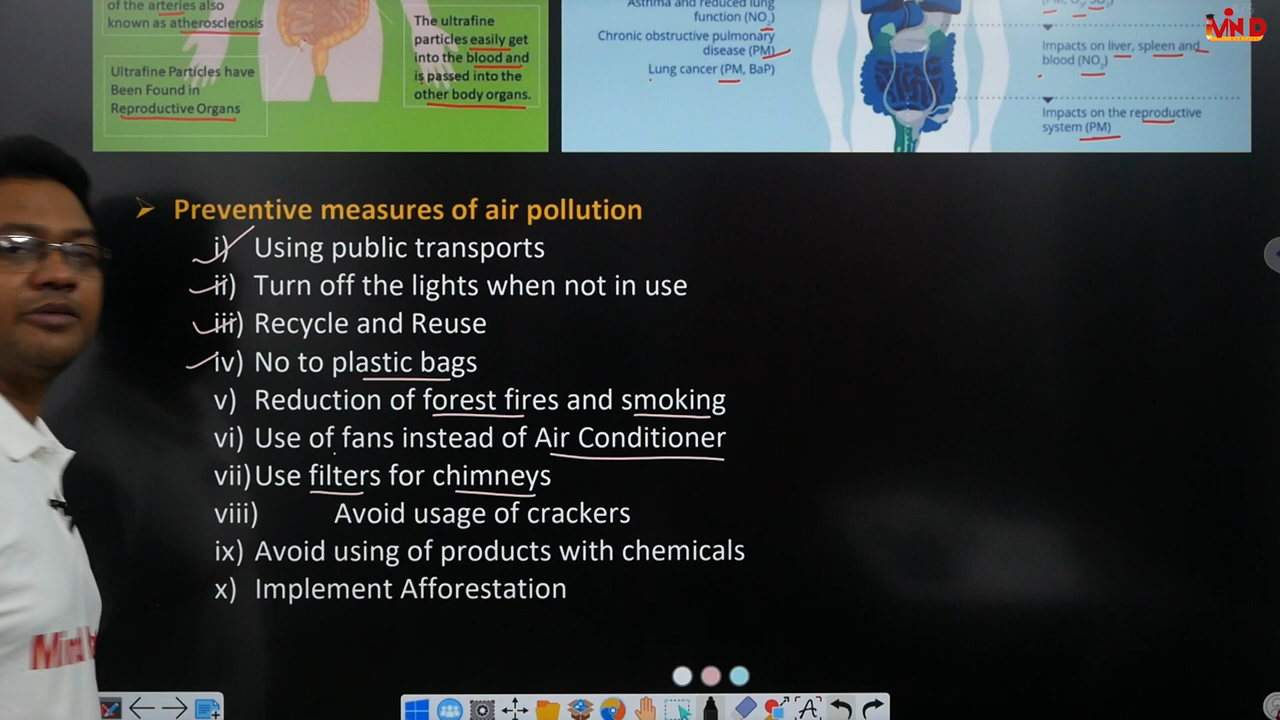 of the arteries also
known as atherosclerosis
Ultrafine Particles have
Been Found in
Reproductive Organs
The ultrafine
particles easily get
into the blood and
is passed into the
other body organs.
Asthma and reduced lung
function (NO₂)
Chronic obstructive pulmonary
disease (PM)
Lung cancer (PM, BaP)
Impacts on liver, spleen and
blood (NO₂)
Impacts on the reproductive
system (PM)
MIND
➢ Preventive measures of air pollution
i) Using public transports
ii) Turn off the lights when not in use
iii) Recycle and Reuse
iv) No to plastic bags
v) Reduction of forest fires and smoking
vi) Use of fans instead of Air Conditioner
vii) Use filters for chimneys
viii) Avoid usage of crackers
ix) Avoid using of products with chemicals
x) Implement Afforestation